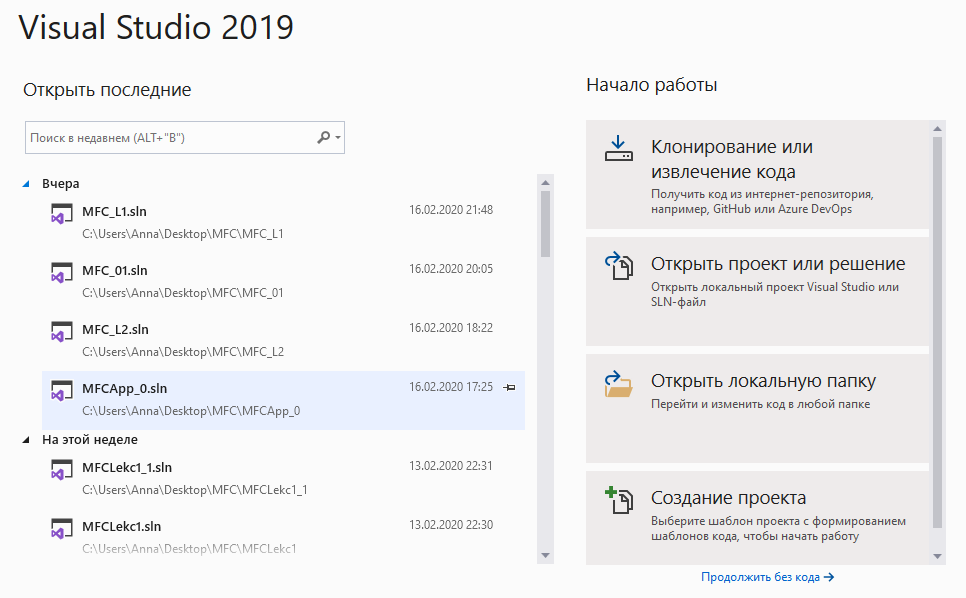 Visual Studio 2019
Открыть последние
Поиск в недавнем (ALT+"В")
Вчера
MFC_L1.sln 16.02.2020 21:48
C:\Users\Anna\Desktop\MFC\MFC_L1
MFC_01.sln 16.02.2020 20:05
C:\Users\Anna\Desktop\MFC\MFC_01
MFC_L2.sln 16.02.2020 18:22
C:\Users\Anna\Desktop\MFC\MFC_L2
MFCApp_0.sln 16.02.2020 17:25
C:\Users\Anna\Desktop\MFC\MFCApp_0
На этой неделе
MFCLekc1_1.sln 13.02.2020 22:31
C:\Users\Anna\Desktop\MFC\MFCLekc1_1
MFCLekc1.sln 13.02.2020 22:30
C:\Users\Anna\Desktop\MFC\MFCLekc1
Начало работы
Клонирование или
извлечение кода
Получить код из интернет-репозитория,
например, GitHub или Azure DevOps
Открыть проект или решение
Открыть локальный проект Visual Studio или
SLN-файл
Открыть локальную папку
Перейти и изменить код в любой папке
Создание проекта
Выберите шаблон проекта с формированием
шаблонов кода, чтобы начать работу
Продолжить без кода